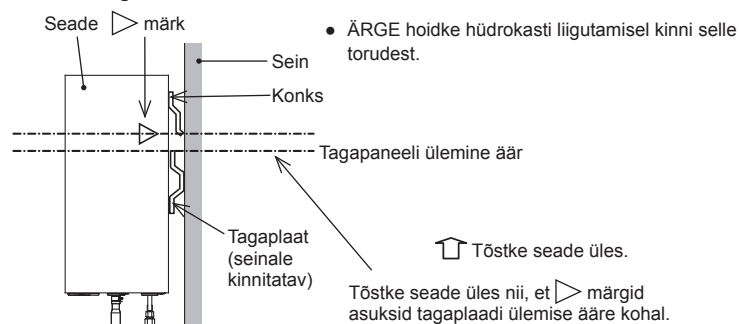 Seade ▷ märk
● ÄRGE hoidke hüdrokasti liigutamisel kinni selle
torudest.
Sein
Konks
Tagapaneeli ülemine äär
Tagaplaat
(seinale
kinnitatav)
⇧ Tõstke seade üles.
Tõstke seade üles nii, et ▷ märgid
asuksid tagaplaadi ülemise ääre kohal.